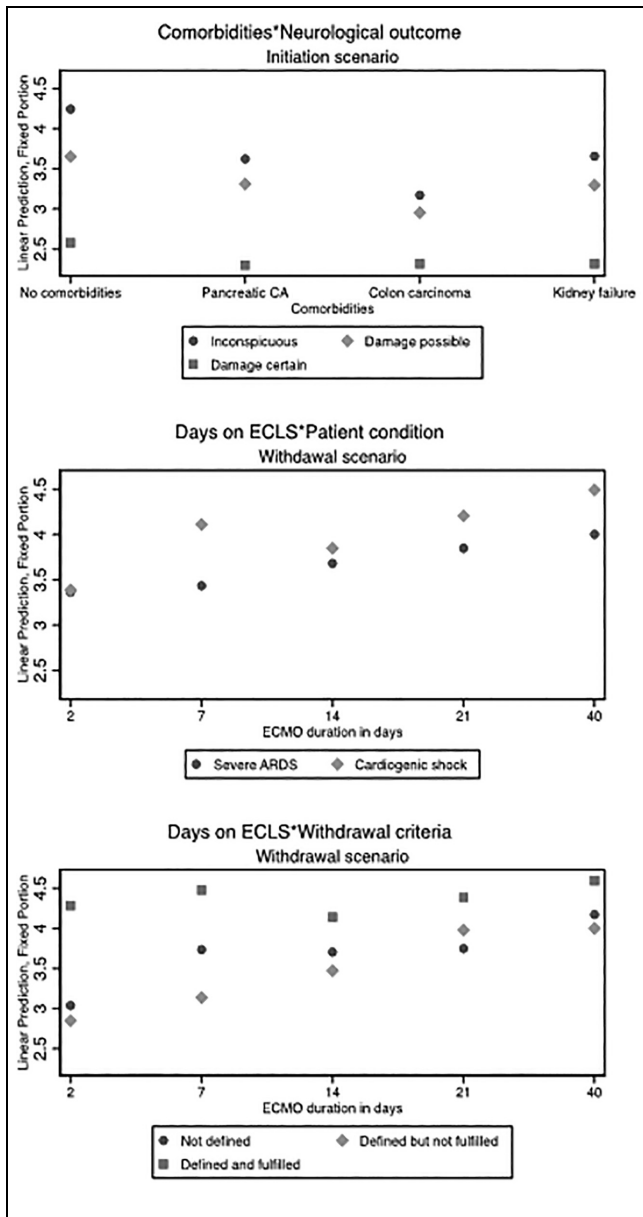 Comorbidities*Neurological outcome
Initiation scenario
Linear Prediction, Fixed Portion
4.5
4
3.5
3
2.5
No comorbidities Pancreatic CA Colon carcinoma Kidney failure
Comorbidities
Inconspicuous Damage possible
Damage certain
Days on ECLS*Patient condition
Withdawal scenario
Linear Prediction, Fixed Portion
4.5
4
3.5
3
2.5
2 7 14 21 40
ECMO duration in days
Severe ARDS Cardiogenic shock
Days on ECLS*Withdrawal criteria
Withdrawal scenario
Linear Prediction, Fixed Portion
4.5
4
3.5
3
2.5
2 7 14 21 40
ECMO duration in days
Not defined Defined but not fulfilled
Defined and fulfilled